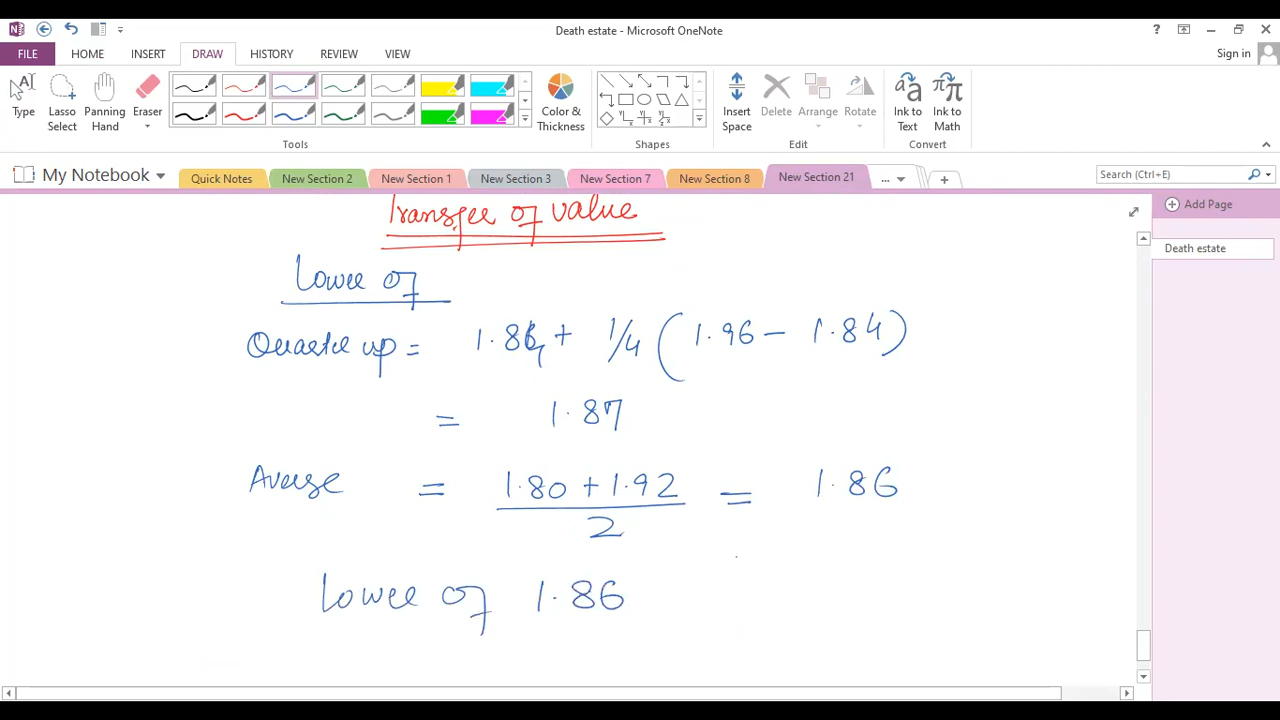 Death estate - Microsoft OneNote
Sign in
FILE HOME INSERT DRAW HISTORY REVIEW VIEW
Type
Lasso Select
Panning Hand
Eraser
Color & Thickness
Insert Space
Delete
Arrange
Rotate
Ink to Text
Ink to Math
Tools Shapes Edit Convert
My Notebook Quick Notes New Section 2 New Section 1 New Section 3 New Section 7 New Section 8 New Section 21 ... Search (Ctrl+E)
Add Page
Death estate
Transfer of value
Lower of
Quarter up = 1.84 + 1/4 (1.96 - 1.84)
= 1.87
Average = 1.80 + 1.92 = 1.86
2
Lower of 1.86